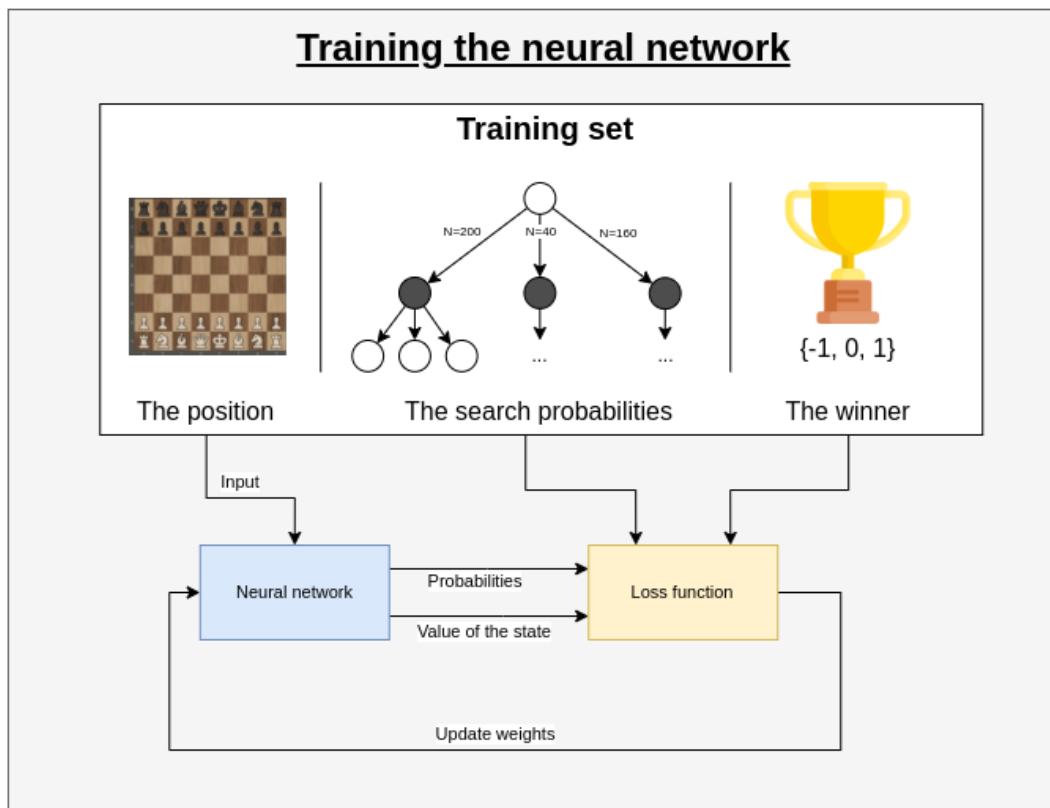 Training the neural network
Training set
N=200
N=40
N=160
...
...
{-1, 0, 1}
The position
The search probabilities
The winner
Input
Neural network
Probabilities
Value of the state
Loss function
Update weights